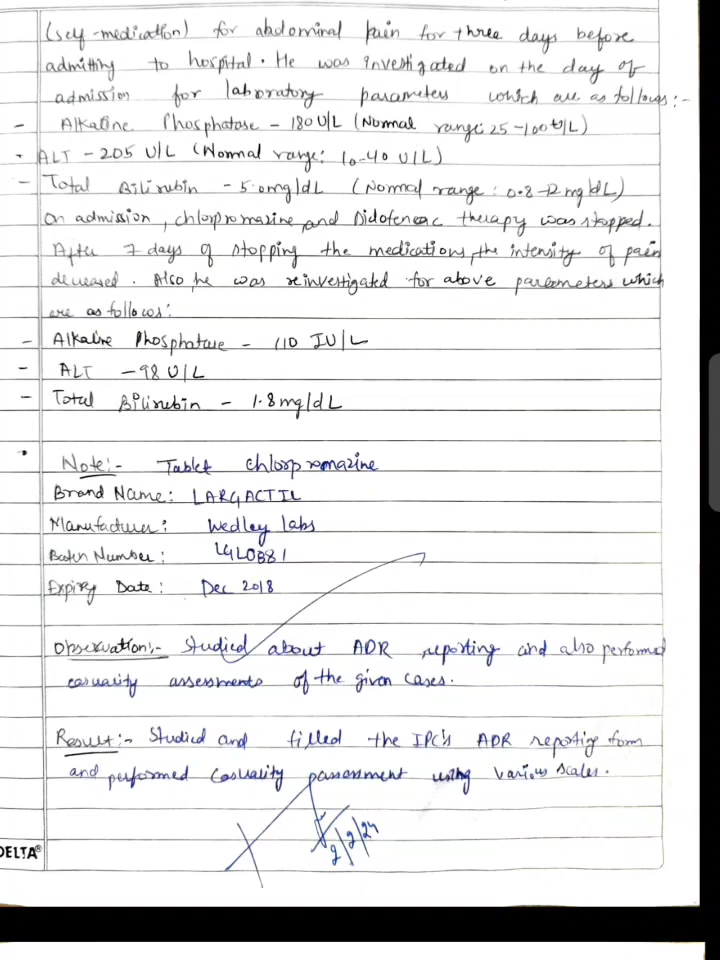 (self-medication) for abdominal pain for three days before
admitting to hospital. He was investigated on the day of
admission for laboratory parameters which are as follows:-
- Alkaline Phosphatase - 180 U/L (Normal range: 25-100 U/L)
- ALT - 205 U/L (Normal range: 10-40 U/L)
- Total Bilirubin - 5.0mg/dL (Normal range: 0.8-12 mg/dL)
On admission, chlorpromazine and Diclofenac therapy was stopped.
After 7 days of stopping the medications, the intensity of pain
decreased. Also, he was reinvestigated for above parameters which
are as follows:
- Alkaline Phosphatase - 110 IU/L
- ALT - 98 U/L
- Total Bilirubin - 1.8mg/dL
Note:- Tablet chlorpromazine
Brand Name: LARGACTIL
Manufacturer: Wedley labs
Batch Number:
Expiry Date: Dec 2018
Observation:- Studied about ADR reporting and also performed
casuality assessments of the given cases.
Result:- Studied and filled the IPC's ADR reporting form
and performed casuality assessment using various scales.
2/2/24
DELTA®